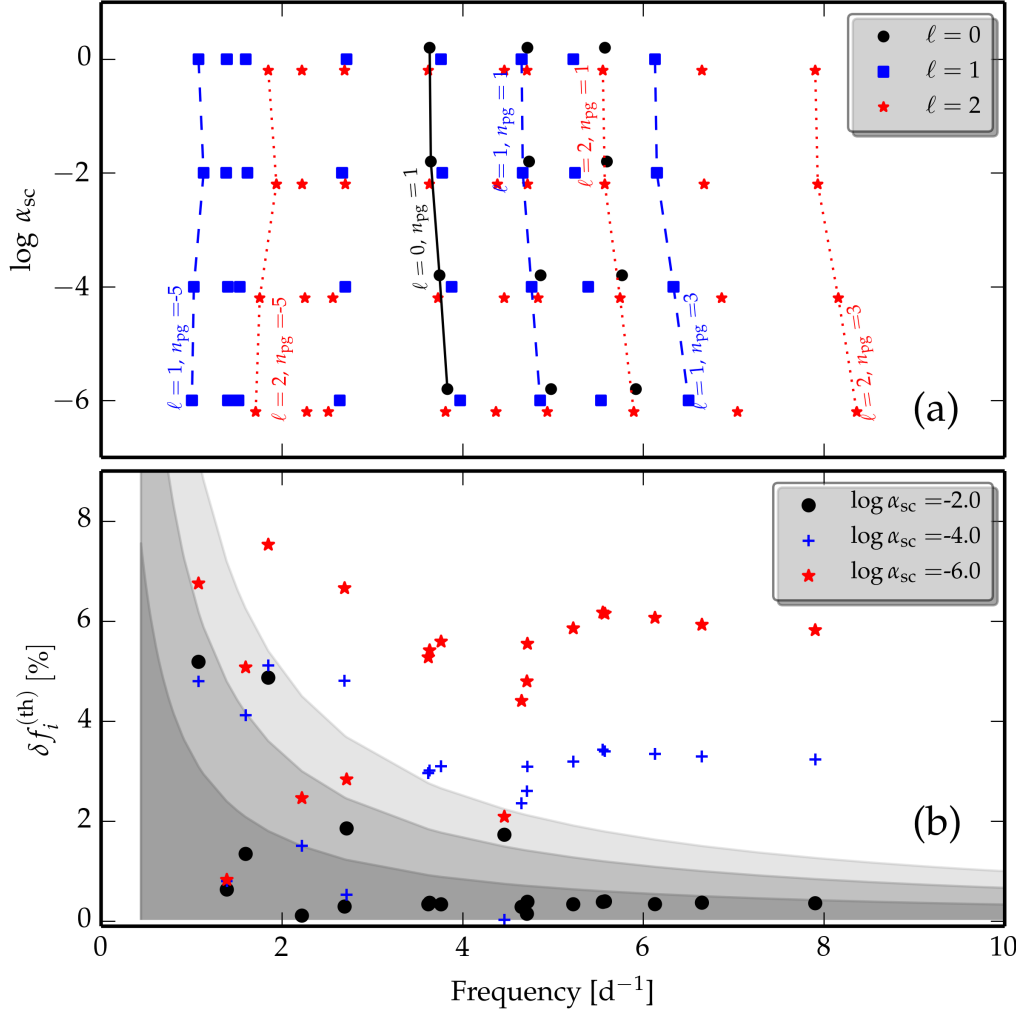 0
−2
−4
−6
log αsc
ℓ = 0
ℓ = 1
ℓ = 2
ℓ = 1, npg =-5
ℓ = 2, npg =-5
ℓ = 0, npg = 1
ℓ = 1, npg = 1
ℓ = 2, npg = 1
ℓ = 1, npg =3
ℓ = 2, npg =3
(a)
8
6
4
2
0
δf_i^(th) [%]
log αsc =-2.0
log αsc =-4.0
log αsc =-6.0
(b)
0 2 4 6 8 10
Frequency [d⁻¹]